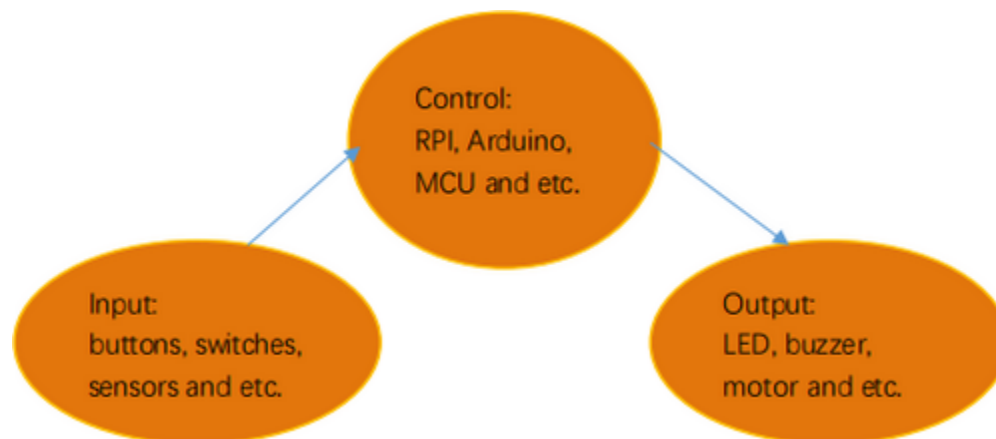 Control:
RPI, Arduino,
MCU and etc.
Input:
buttons, switches,
sensors and etc.
Output:
LED, buzzer,
motor and etc.